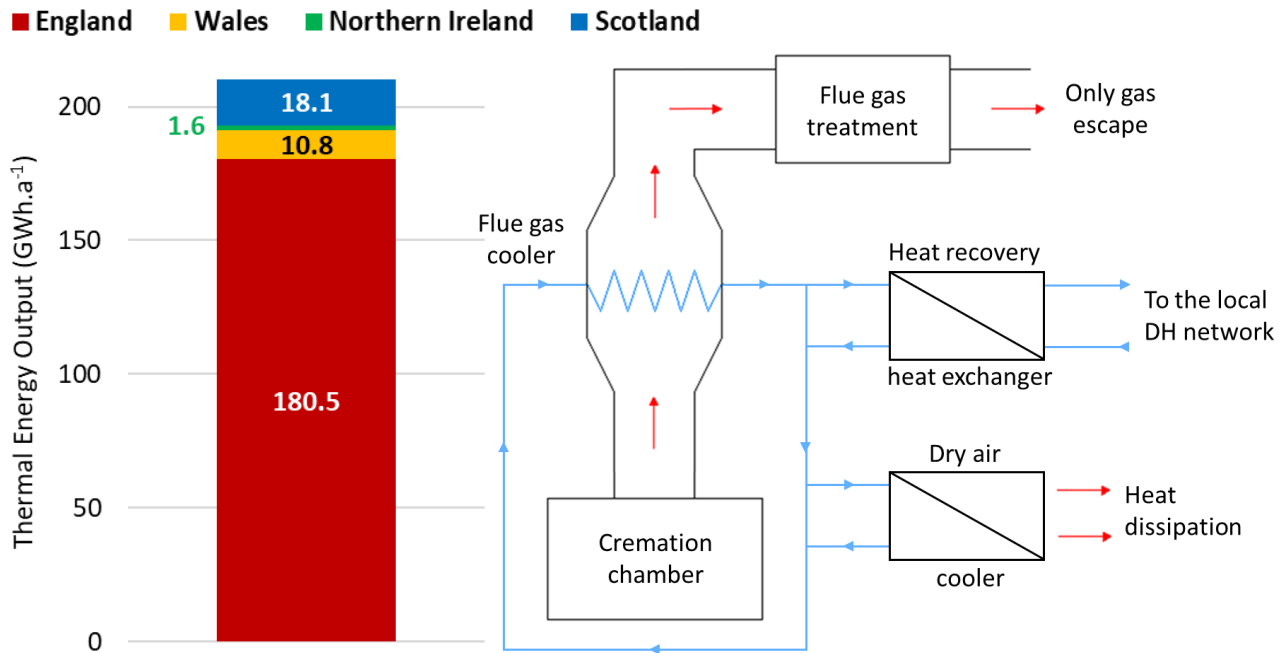 England Wales Northern Ireland Scotland
Thermal Energy Output (GWh.a-1)
200
150
100
50
0
18.1
1.6
10.8
180.5
Flue gas
treatment
Only gas
escape
Flue gas
cooler
Heat recovery
heat exchanger
To the local
DH network
Dry air
cooler
Heat
dissipation
Cremation
chamber